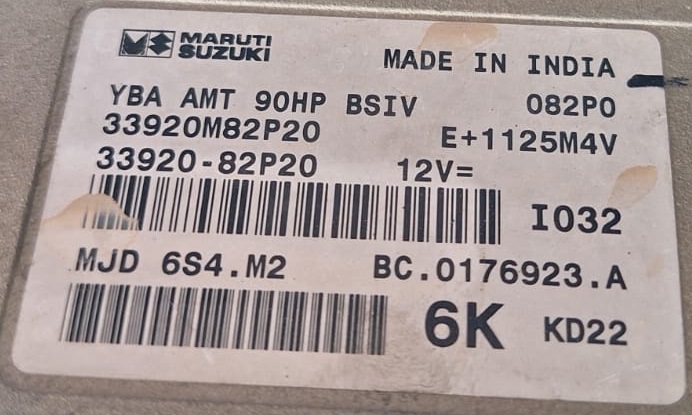 MARUTI
SUZUKI
MADE IN INDIA
YBA AMT 90HP BSIV 082P0
33920M82P20 E+1125M4V
33920-82P20 12V=
I032
MJD 6S4.M2 BC.0176923.A
6K KD22